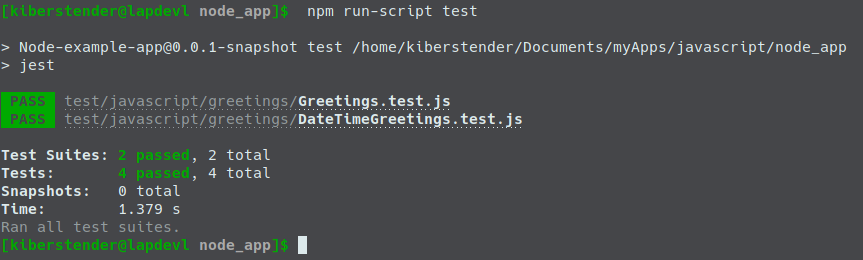 [kiberstender@lapdevl node_app]$  npm run-script test
> Node-example-app@0.0.1-snapshot test /home/kiberstender/Documents/myApps/javascript/node_app
> jest
PASS test/javascript/greetings/Greetings.test.js
PASS test/javascript/greetings/DateTimeGreetings.test.js
Test Suites: 2 passed, 2 total
Tests:       4 passed, 4 total
Snapshots:   0 total
Time:        1.379 s
Ran all test suites.
[kiberstender@lapdevl node_app]$